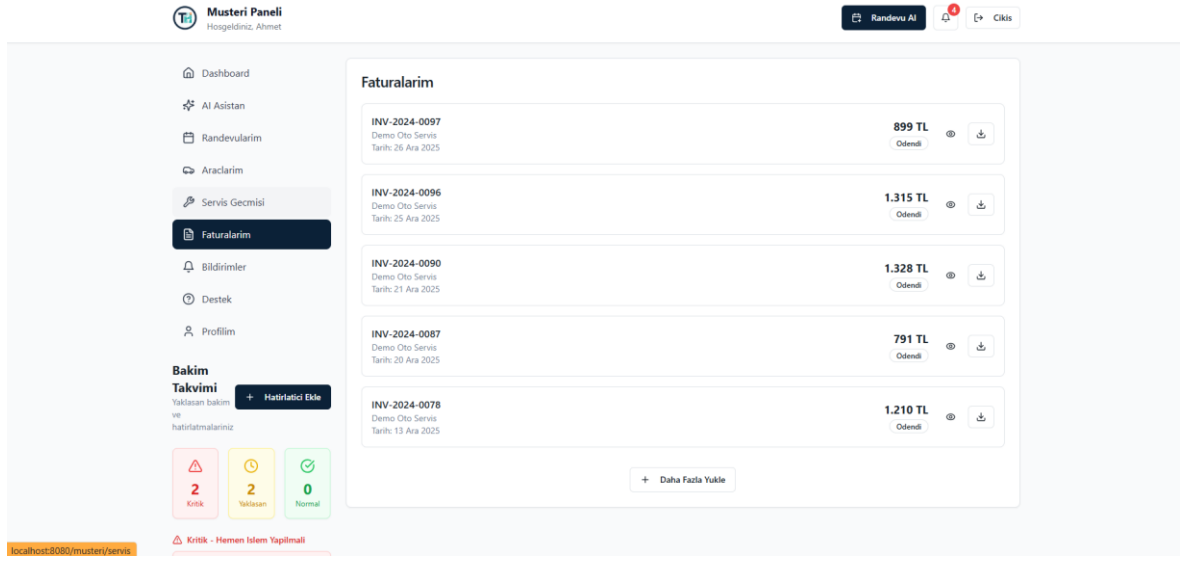 TH
Musteri Paneli
Hosgeldiniz, Ahmet
Randevu Al
4
Cikis
Dashboard
AI Asistan
Randevularim
Araclarim
Servis Gecmisi
Faturalarim
Bildirimler
Destek
Profilim
Bakim
Takvimi
Yaklasan bakim
ve
hatirlatmalariniz
+ Hatirlatici Ekle
2
Kritik
2
Yaklasan
0
Normal
Kritik - Hemen Islem Yapilmali
Faturalarim
INV-2024-0097
Demo Oto Servis
Tarih: 26 Ara 2025
899 TL
Odendi
INV-2024-0096
Demo Oto Servis
Tarih: 25 Ara 2025
1.315 TL
Odendi
INV-2024-0090
Demo Oto Servis
Tarih: 21 Ara 2025
1.328 TL
Odendi
INV-2024-0087
Demo Oto Servis
Tarih: 20 Ara 2025
791 TL
Odendi
INV-2024-0078
Demo Oto Servis
Tarih: 13 Ara 2025
1.210 TL
Odendi
+ Daha Fazla Yukle
localhost:8080/musteri/servis